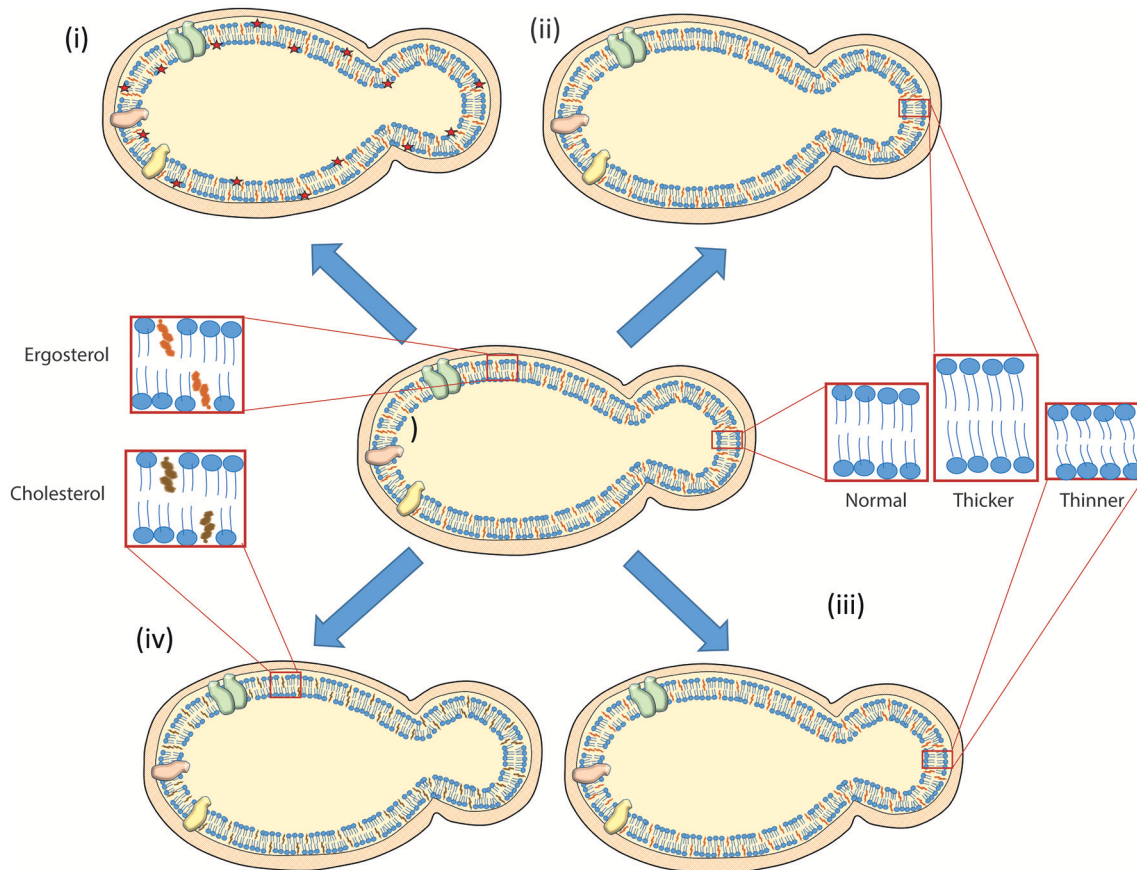 (i)
(ii)
Ergosterol
)
Cholesterol
Normal
Thicker
Thinner
(iii)
(iv)